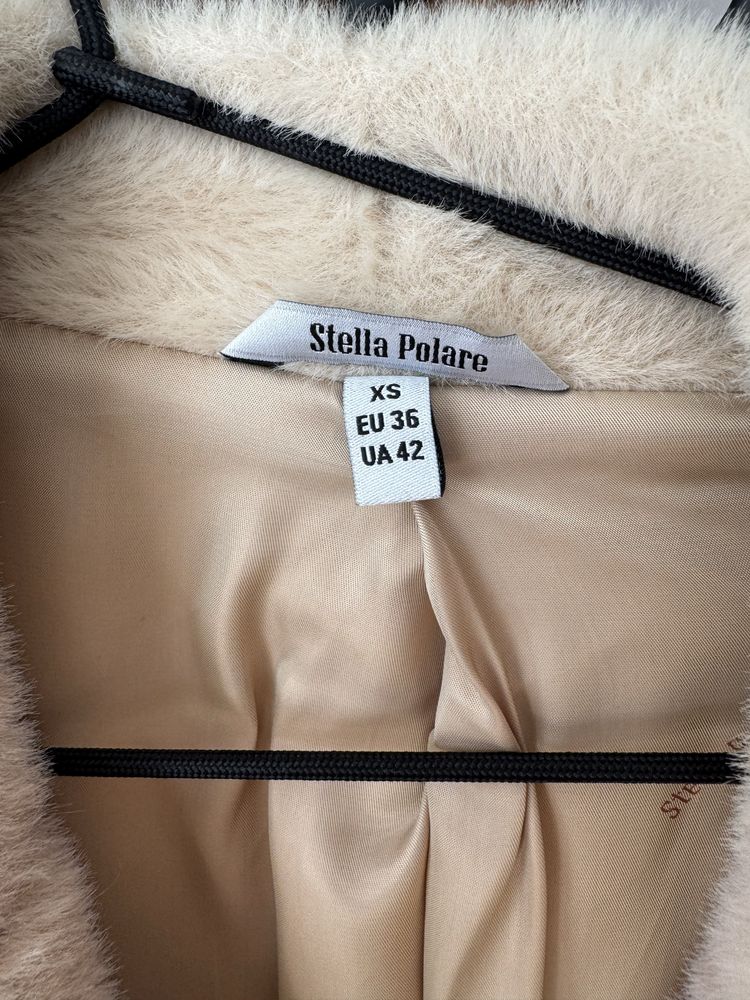 Stella Polare
XS
EU 36
UA 42